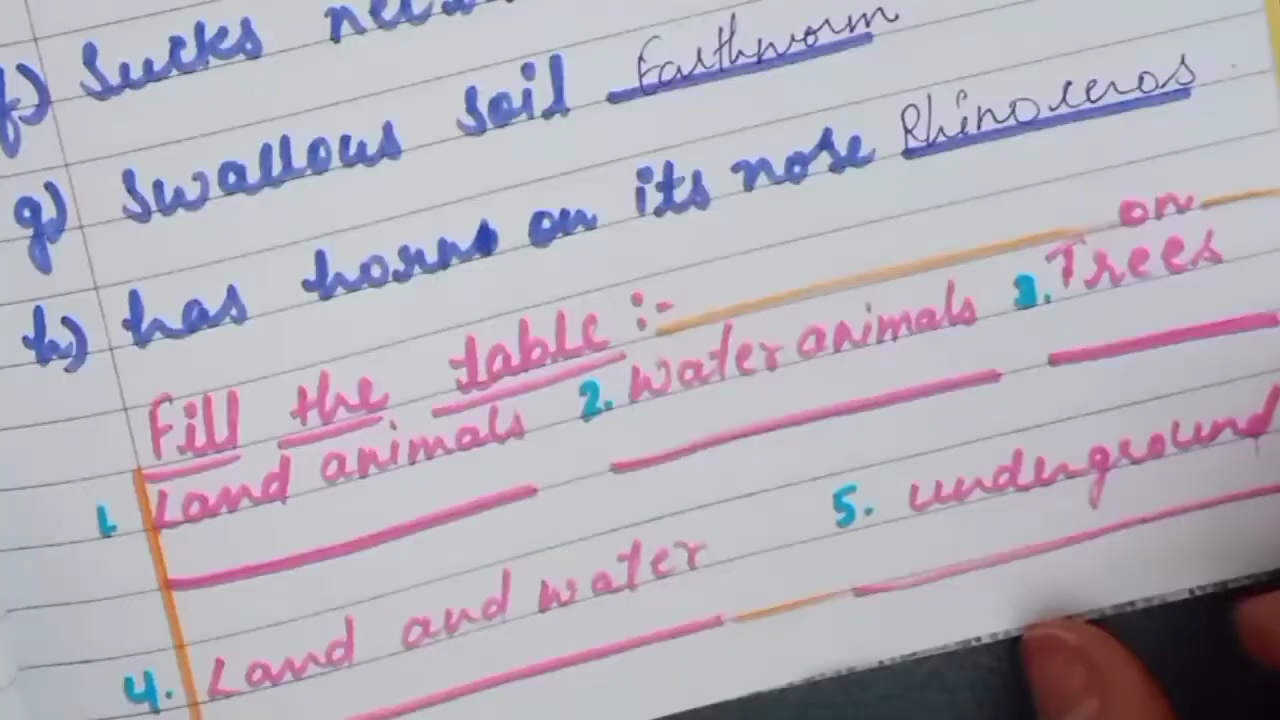 f) Sucks
g) Swallous soil Earthworm
h) has horns on its nose Rhinoceros
Fill the table :-
1. Land animals 2. water animals 3. on Trees
4. Land and water 5. underground